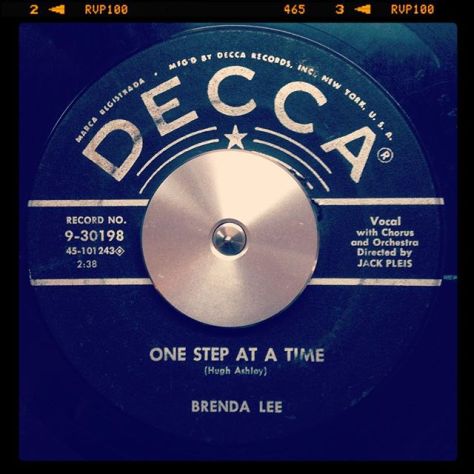 2 ◄ RVP100 465 3 ◄ RVP100
MARCA REGISTRADA • MFG'D BY DECCA RECORDS, INC., NEW YORK, U.S.A.
DECCA®
RECORD NO.
9-30198
45-101243
2:38
Vocal
with Chorus
and Orchestra
Directed by
JACK PLEIS
ONE STEP AT A TIME
(Hugh Ashley)
BRENDA LEE